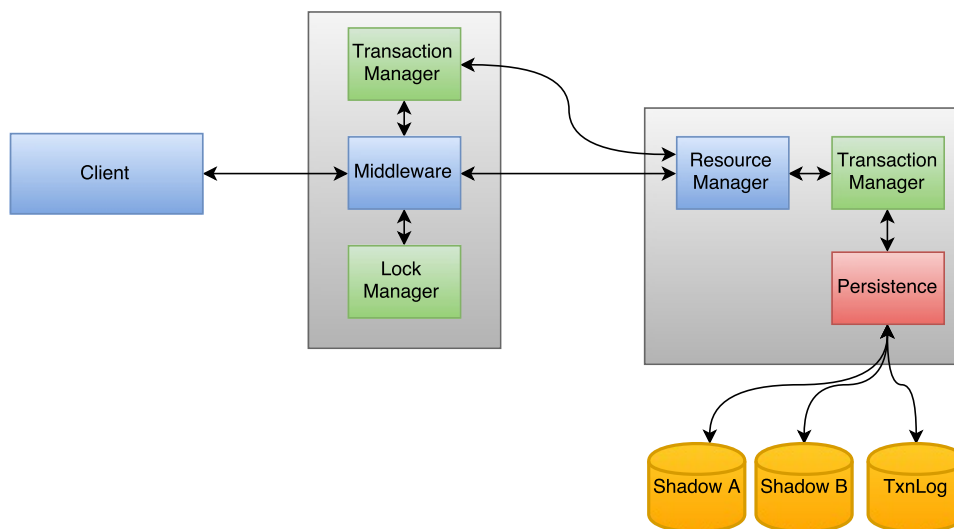 Transaction
Manager
Client
Middleware
Lock
Manager
Resource
Manager
Transaction
Manager
Persistence
Shadow A
Shadow B
TxnLog